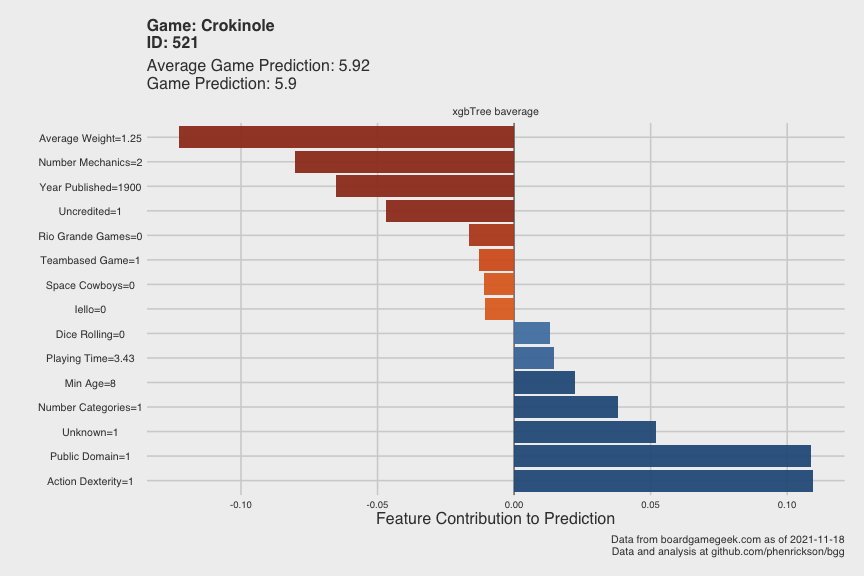 Game: Crokinole
ID: 521
Average Game Prediction: 5.92
Game Prediction: 5.9
xgbTree baverage
Average Weight=1.25
Number Mechanics=2
Year Published=1900
Uncredited=1
Rio Grande Games=0
Teambased Game=1
Space Cowboys=0
Iello=0
Dice Rolling=0
Playing Time=3.43
Min Age=8
Number Categories=1
Unknown=1
Public Domain=1
Action Dexterity=1
-0.10 -0.05 0.00 0.05 0.10
Feature Contribution to Prediction
Data from boardgamegeek.com as of 2021-11-18
Data and analysis at github.com/phenrickson/bgg